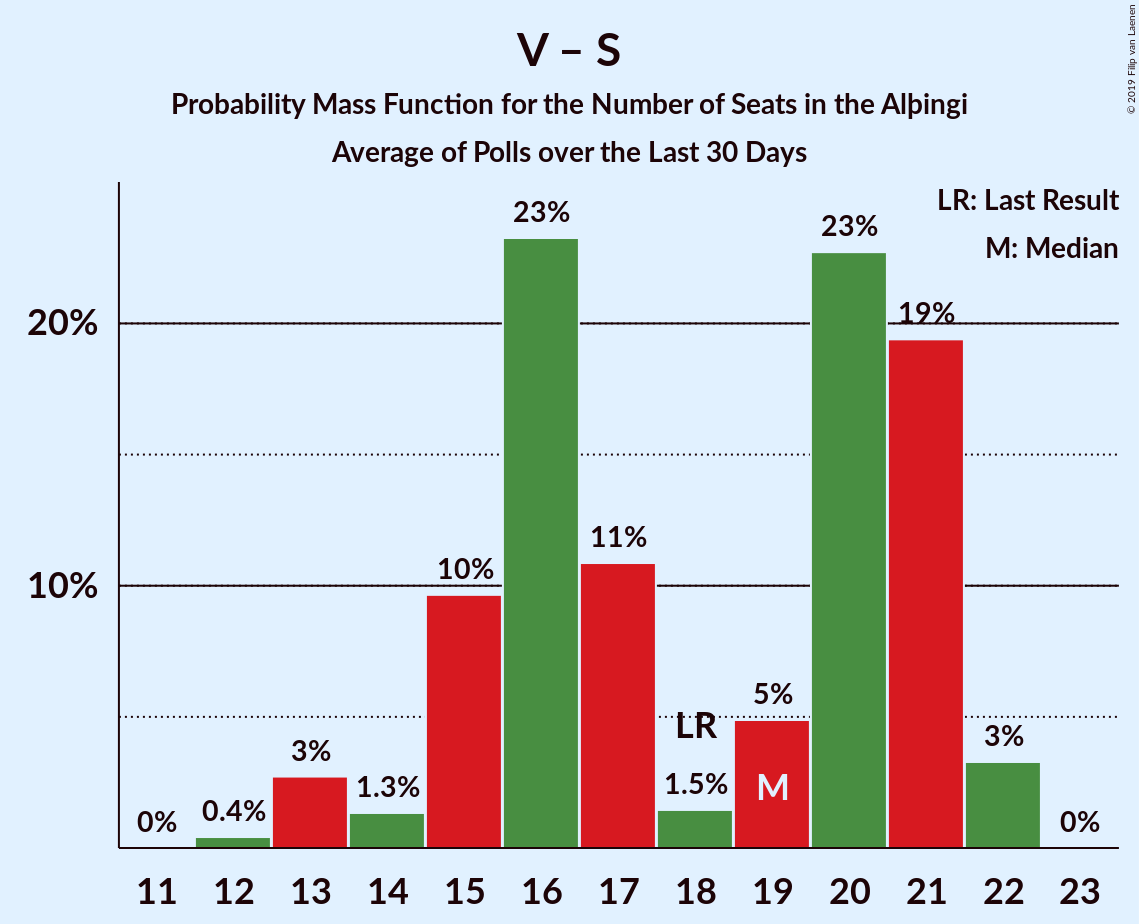 V – S
Probability Mass Function for the Number of Seats in the Alþingi
Average of Polls over the Last 30 Days
© 2019 Filip van Laenen
LR: Last Result
M: Median
20%
10%
0%
0.4%
3%
1.3%
10%
23%
11%
1.5%
LR
5%
M
23%
19%
3%
0%
11 12 13 14 15 16 17 18 19 20 21 22 23